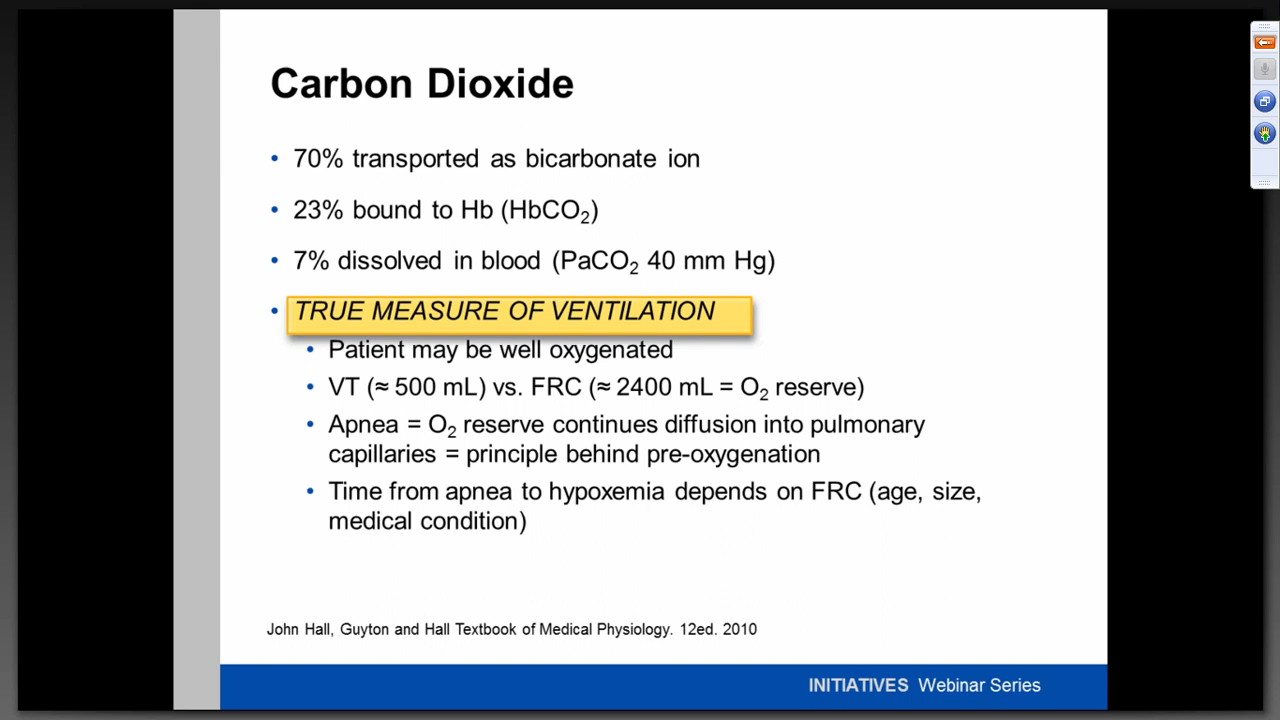 Carbon Dioxide
• 70% transported as bicarbonate ion
• 23% bound to Hb (HbCO₂)
• 7% dissolved in blood (PaCO₂ 40 mm Hg)
• TRUE MEASURE OF VENTILATION
• Patient may be well oxygenated
• VT (≈ 500 mL) vs. FRC (≈ 2400 mL = O₂ reserve)
• Apnea = O₂ reserve continues diffusion into pulmonary
capillaries = principle behind pre-oxygenation
• Time from apnea to hypoxemia depends on FRC (age, size,
medical condition)
John Hall, Guyton and Hall Textbook of Medical Physiology. 12ed. 2010
INITIATIVES Webinar Series